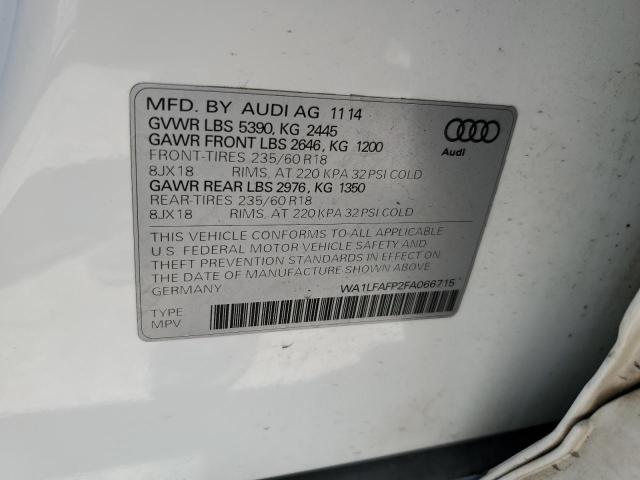 MFD. BY AUDI AG 11 14
GVWR LBS 5390, KG 2445
GAWR FRONT LBS 2646, KG 1200
FRONT-TIRES 235/60 R18
8JX18 RIMS, AT 220 KPA 32 PSI COLD
GAWR REAR LBS 2976, KG 1350
REAR-TIRES 235/60 R18
8JX18 RIMS, AT 220 KPA 32 PSI COLD
Audi
THIS VEHICLE CONFORMS TO ALL APPLICABLE
U.S. FEDERAL MOTOR VEHICLE SAFETY AND
THEFT PREVENTION STANDARDS IN EFFECT ON
THE DATE OF MANUFACTURE SHOWN ABOVE
GERMANY WA1LFAFP2FA066715
TYPE
MPV